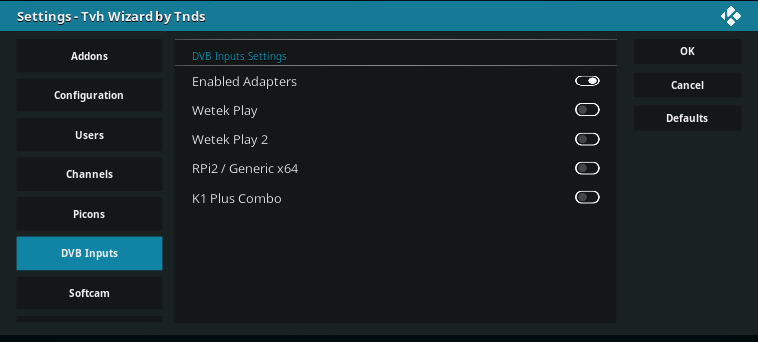 Settings - Tvh Wizard by Tnds
Addons
Configuration
Users
Channels
Picons
DVB Inputs
Softcam
DVB Inputs Settings
Enabled Adapters
Wetek Play
Wetek Play 2
RPi2 / Generic x64
K1 Plus Combo
OK
Cancel
Defaults